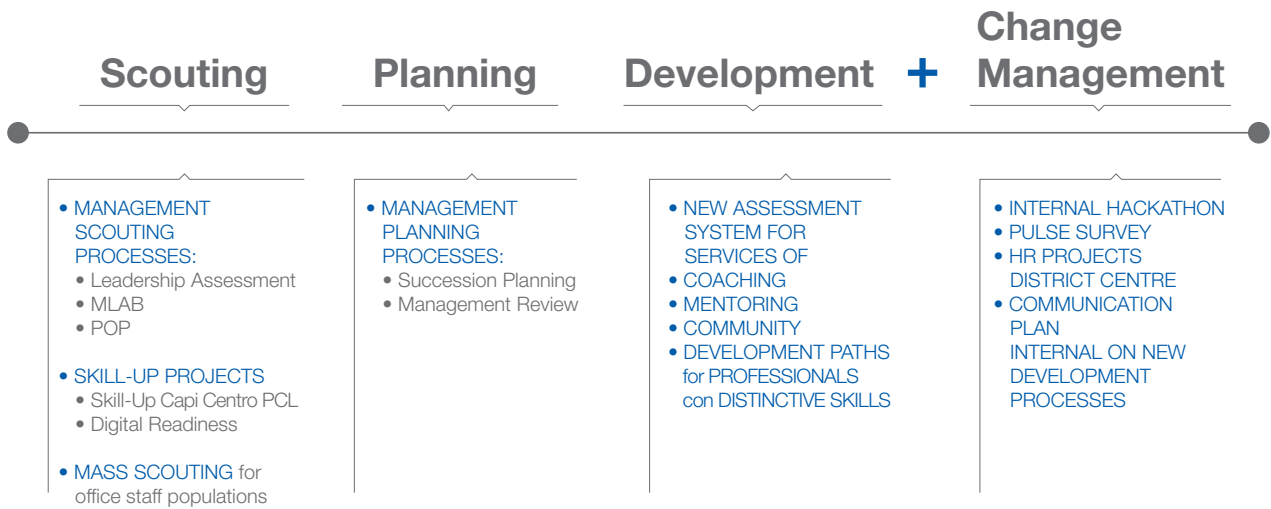 Scouting
Planning
Development
+
Change
Management
• MANAGEMENT
SCOUTING
PROCESSES:
• Leadership Assessment
• MLAB
• POP
• SKILL-UP PROJECTS
• Skill-Up Capi Centro PCL
• Digital Readiness
• MASS SCOUTING for
office staff populations
• MANAGEMENT
PLANNING
PROCESSES:
• Succession Planning
• Management Review
• NEW ASSESSMENT
SYSTEM FOR
SERVICES OF
• COACHING
• MENTORING
• COMMUNITY
• DEVELOPMENT PATHS
for PROFESSIONALS
con DISTINCTIVE SKILLS
• INTERNAL HACKATHON
• PULSE SURVEY
• HR PROJECTS
DISTRICT CENTRE
• COMMUNICATION
PLAN
INTERNAL ON NEW
DEVELOPMENT
PROCESSES